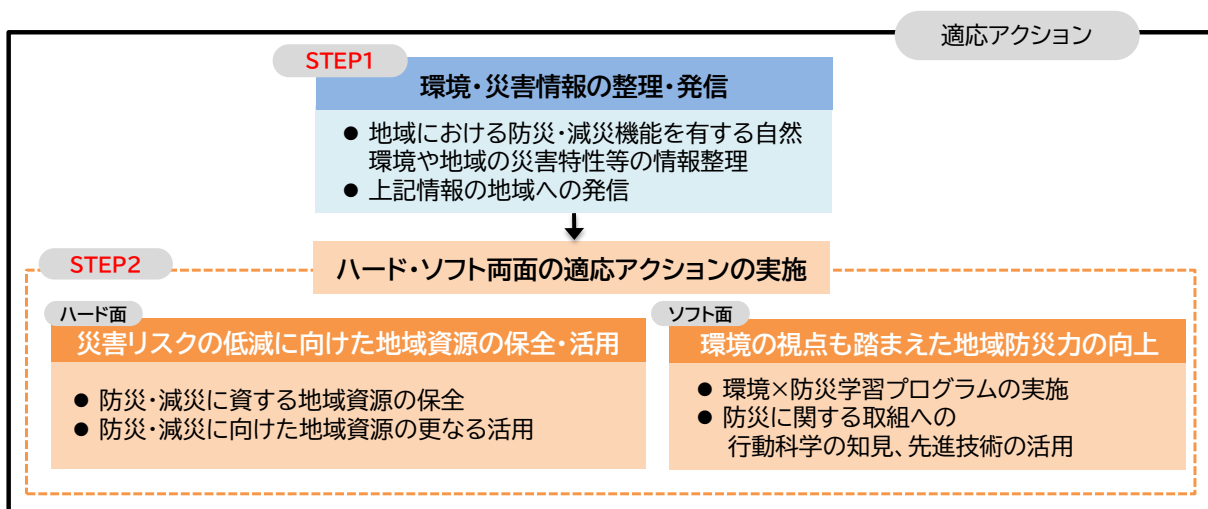 適応アクション
STEP1
環境・災害情報の整理・発信
● 地域における防災・減災機能を有する自然
環境や地域の災害特性等の情報整理
● 上記情報の地域への発信
STEP2
ハード・ソフト両面の適応アクションの実施
ハード面
災害リスクの低減に向けた地域資源の保全・活用
● 防災・減災に資する地域資源の保全
● 防災・減災に向けた地域資源の更なる活用
ソフト面
環境の視点も踏まえた地域防災力の向上
● 環境×防災学習プログラムの実施
● 防災に関する取組への
行動科学の知見、先進技術の活用